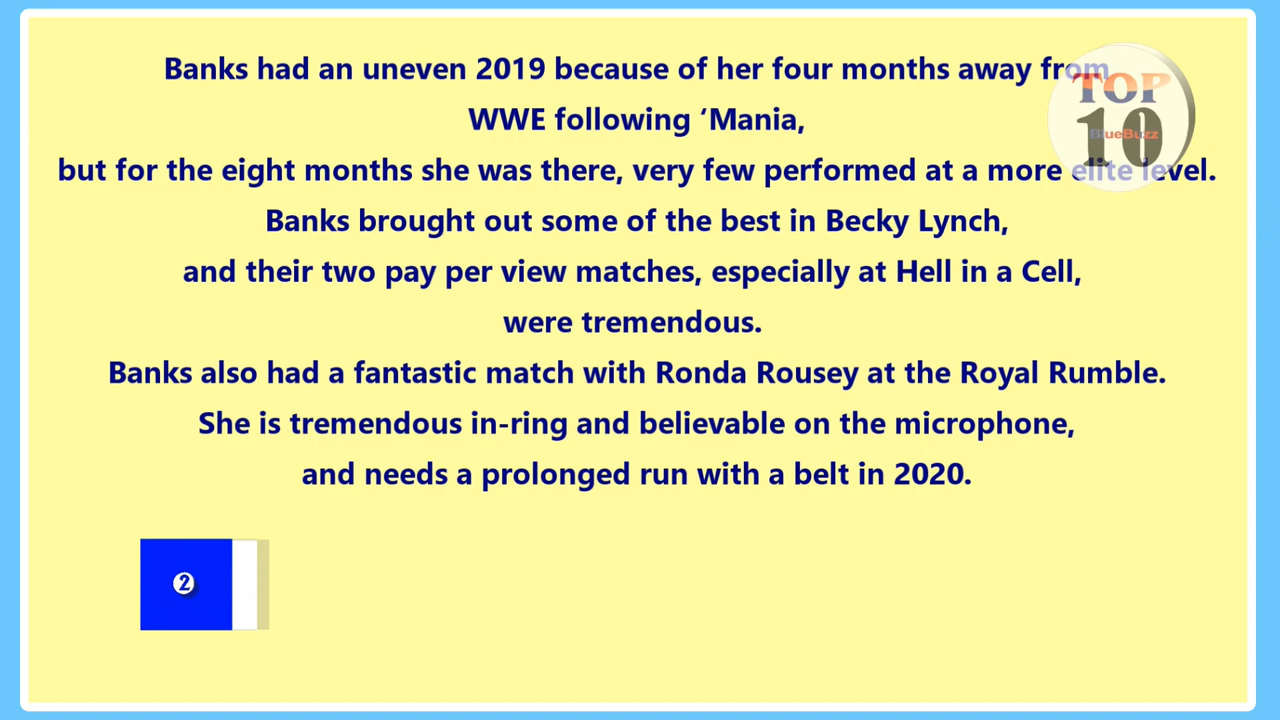 Banks had an uneven 2019 because of her four months away from
WWE following ‘Mania,
but for the eight months she was there, very few performed at a more elite level.
Banks brought out some of the best in Becky Lynch,
and their two pay per view matches, especially at Hell in a Cell,
were tremendous.
Banks also had a fantastic match with Ronda Rousey at the Royal Rumble.
She is tremendous in-ring and believable on the microphone,
and needs a prolonged run with a belt in 2020.
TOP
10
BlueBuzz
2